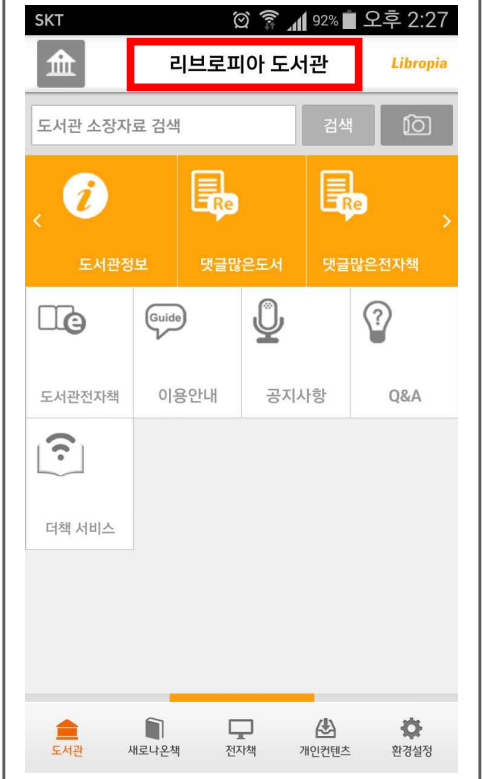 SKT 92% 오후 2:27
리브로피아 도서관 Libropia
도서관 소장자료 검색 검색
i Re Re
도서관정보 댓글많은도서 댓글많은전자책
e Guide ?
도서관전자책 이용안내 공지사항 Q&A
더책 서비스
도서관 새로나온책 전자책 개인컨텐츠 환경설정